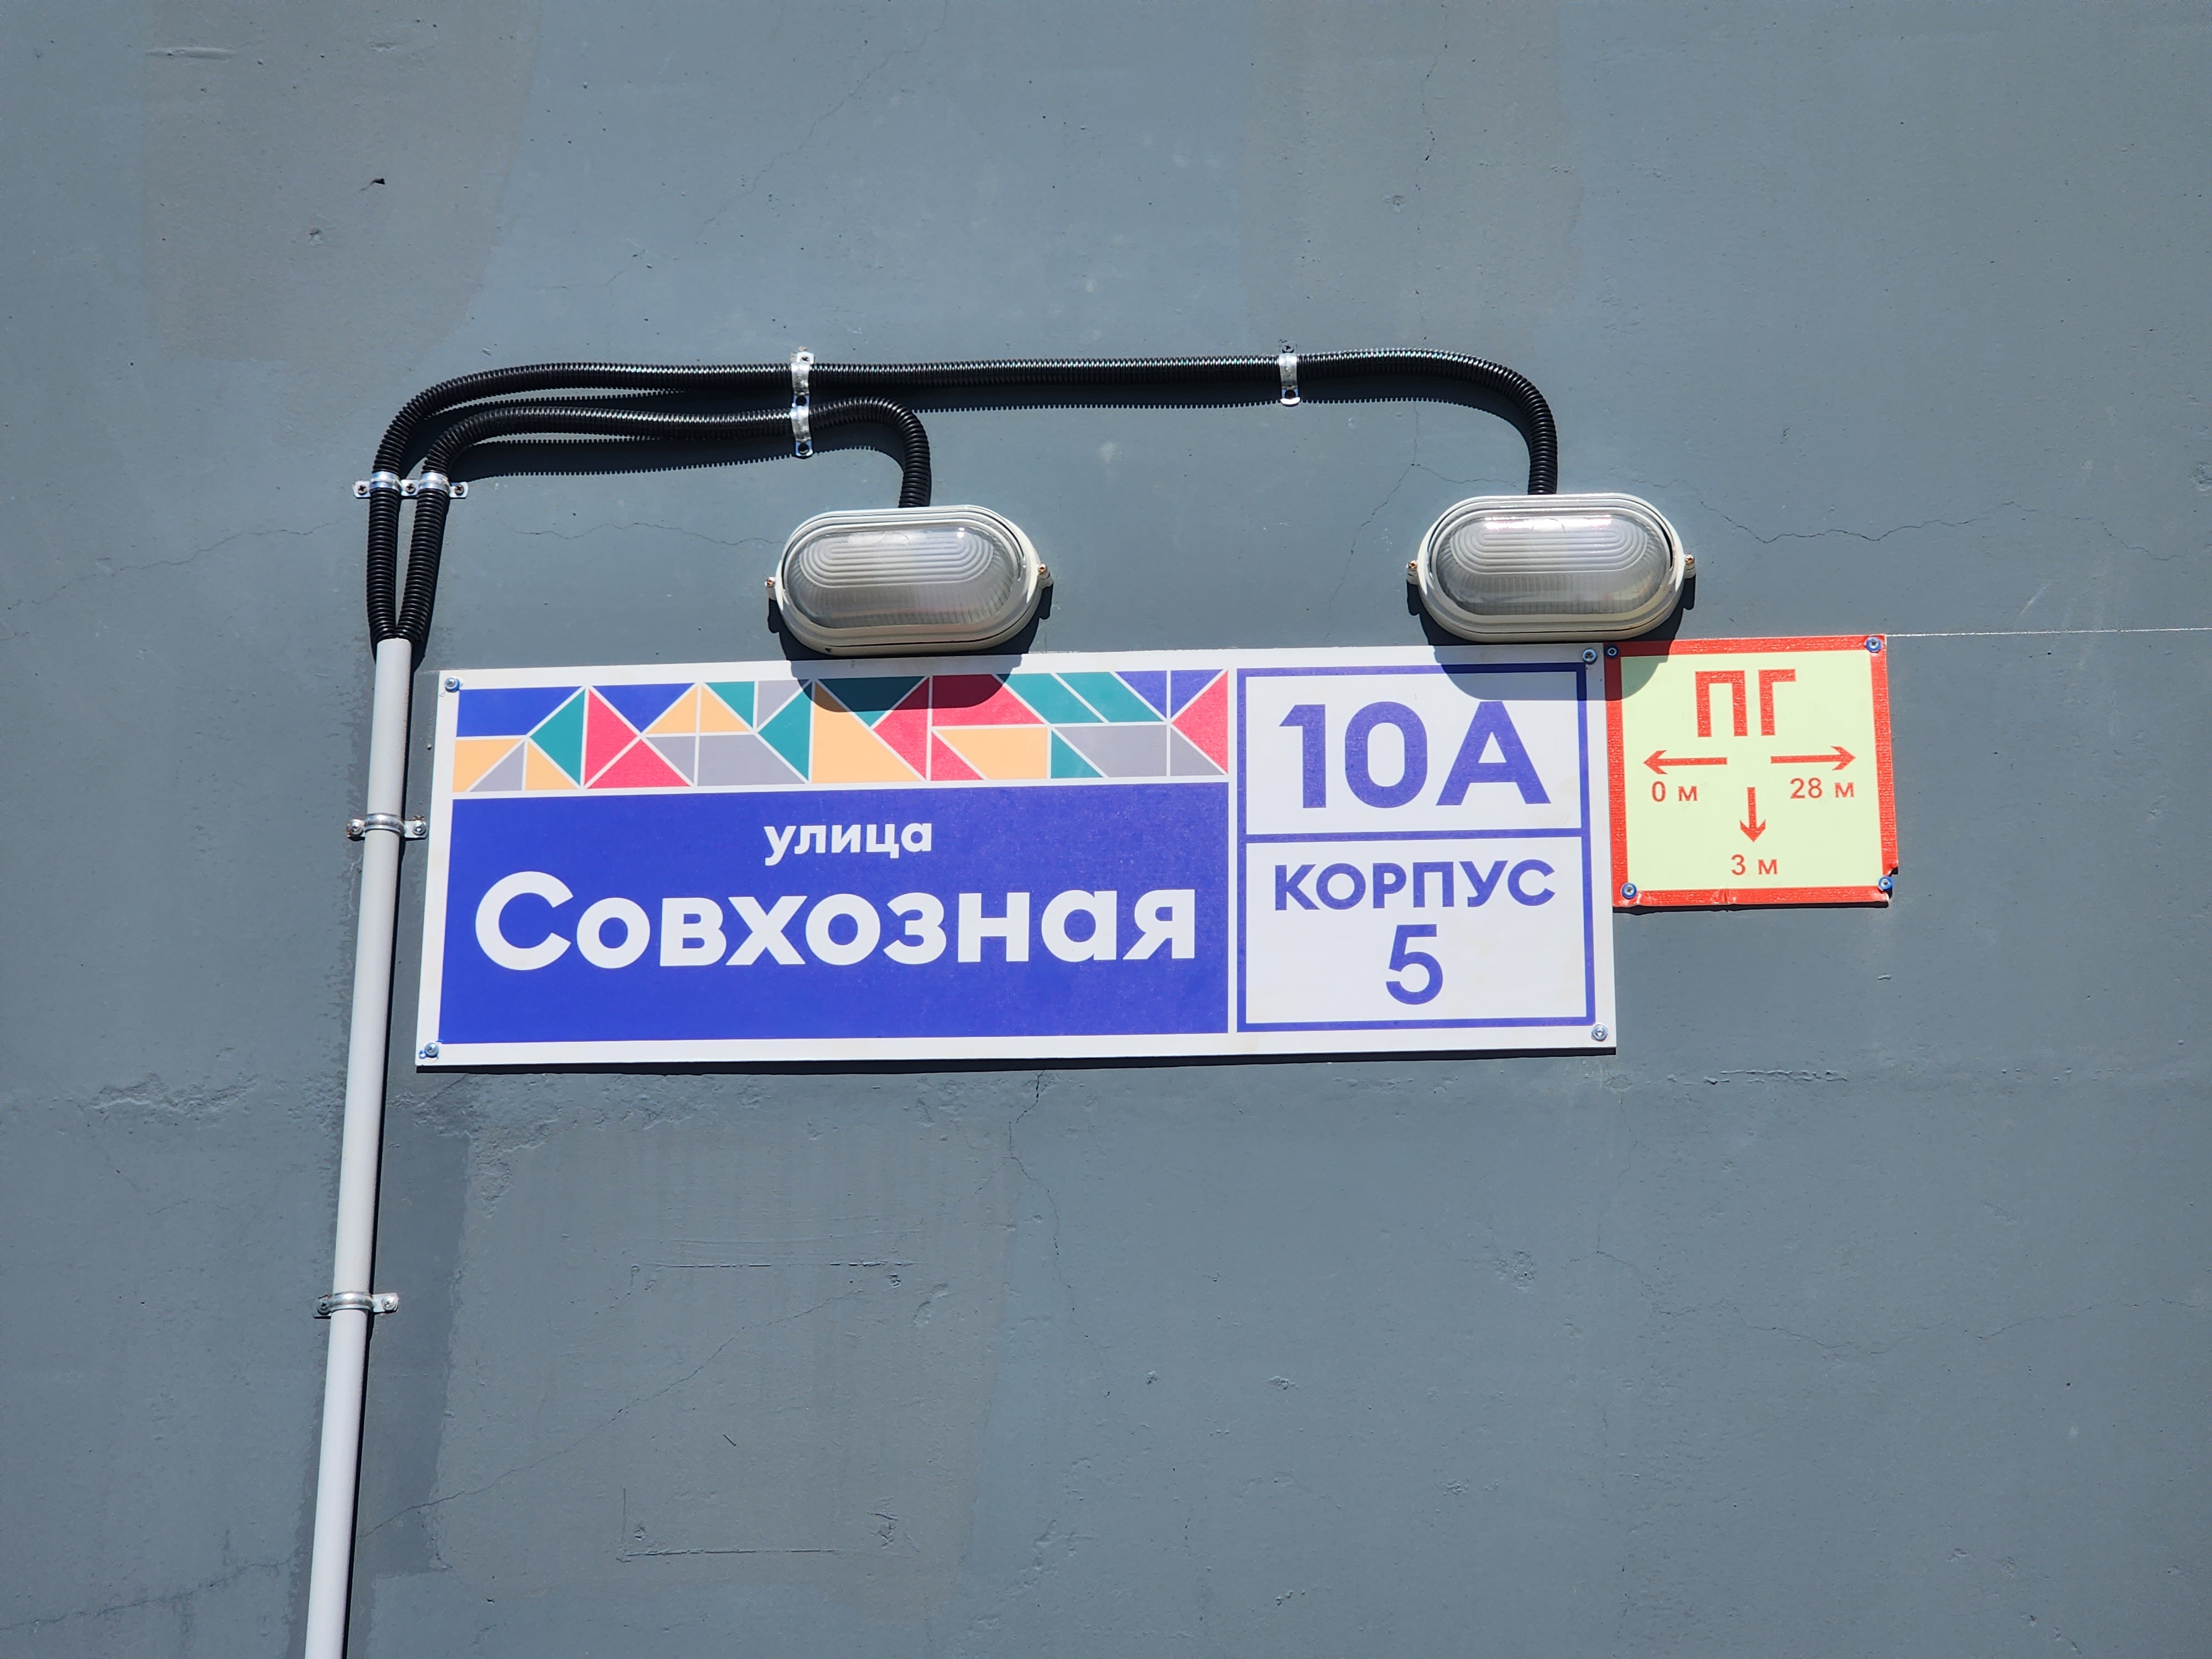 улица
Совхозная
10А
КОРПУС
5
ПГ
0 м 28 м
3 м